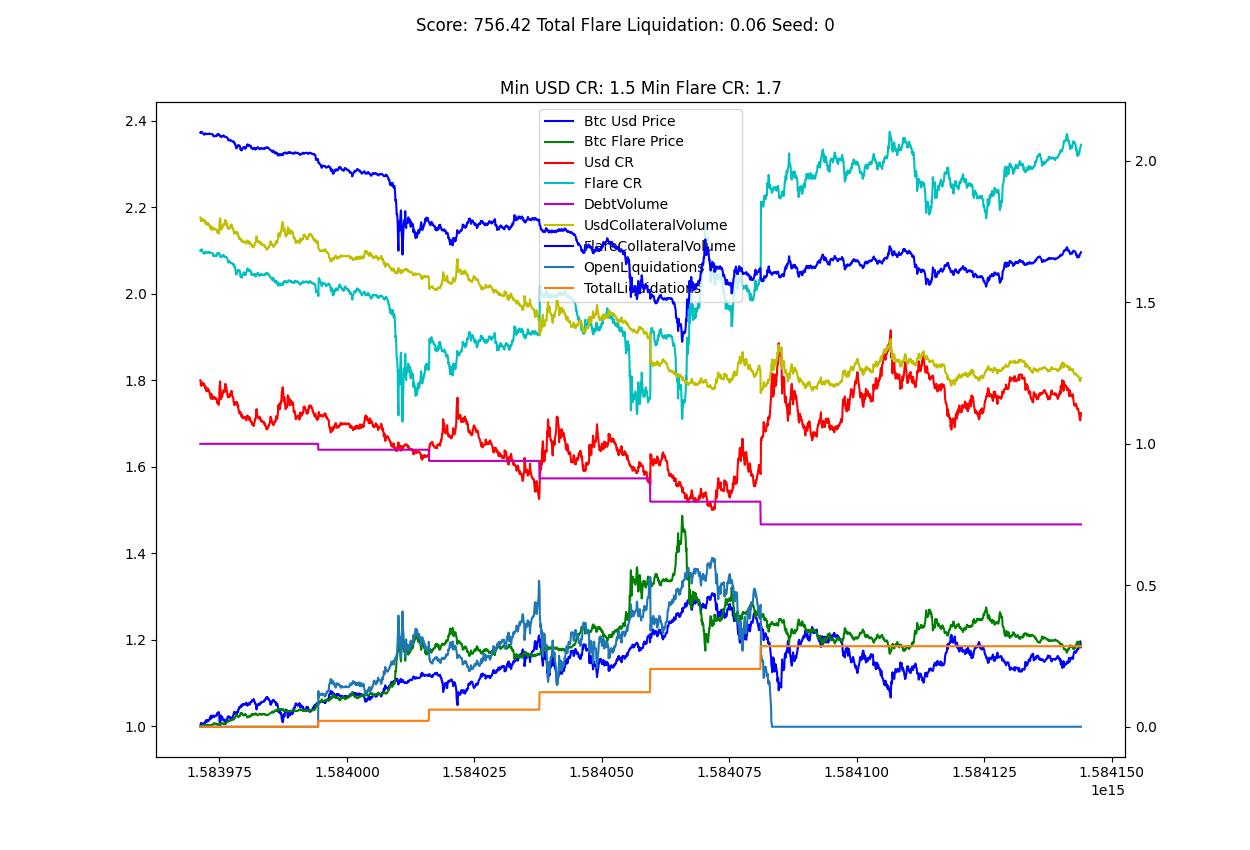 Score: 756.42 Total Flare Liquidation: 0.06 Seed: 0
Min USD CR: 1.5 Min Flare CR: 1.7
Btc Usd Price
Btc Flare Price
Usd CR
Flare CR
DebtVolume
UsdCollateralVolume
FlareCollateralVolume
OpenLiquidations
TotalLiquidations
2.4
2.2
2.0
1.8
1.6
1.4
1.2
1.0
2.0
1.5
1.0
0.5
0.0
1.583975 1.584000 1.584025 1.584050 1.584075 1.584100 1.584125 1.584150
1e15